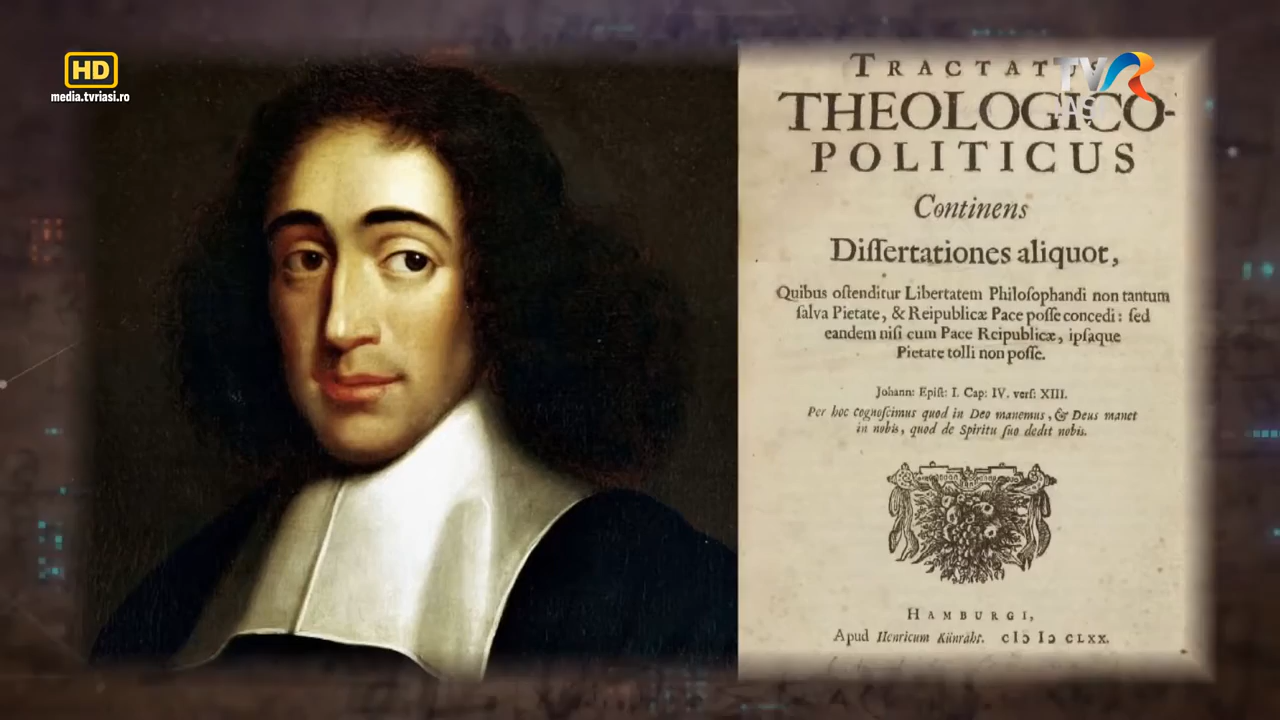 HD
media.tvriasi.ro
TVR
IAȘI
TRACTATUS
THEOLOGICO-
POLITICUS
Continens
Diſſertationes aliquot,
Quibus oſtenditur Libertatem Philoſophandi non tantum
ſalva Pietate, & Reipublicæ Pace poſſe concedi: ſed
eandem niſi cum Pace Reipublicæ, ipſaque
Pietate tolli non poſſe.
Johann: Epiſt: I. Cap: IV. verſ: XIII.
Per hoc cognoſcimus quod in Deo manemus, & Deus manet
in nobis, quod de Spiritu ſuo dedit nobis.
HAMBURGI,
Apud Henricum Künraht. cIↄ Iↄ CLXX.